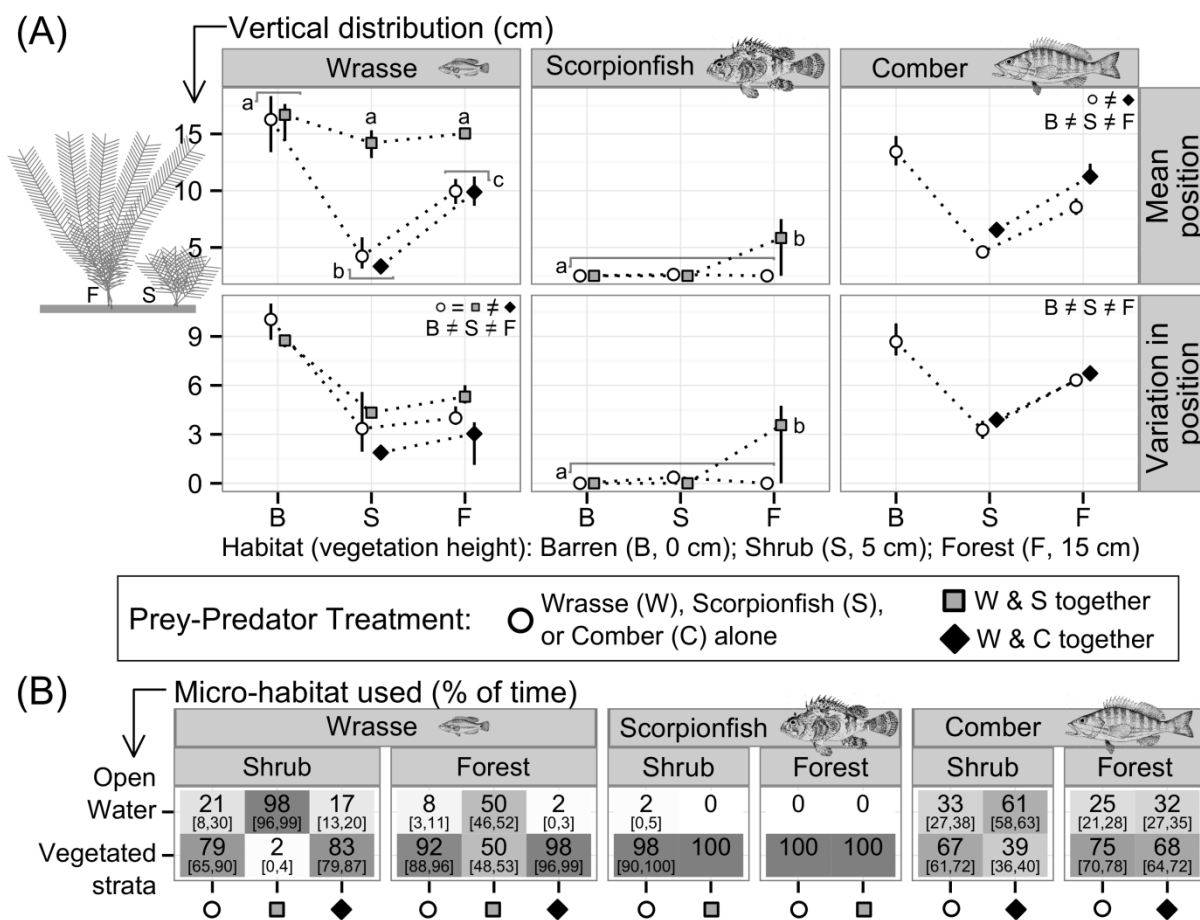 (A)
Vertical distribution (cm)
Wrasse
Scorpionfish
Comber
15
10
5
a
a
a
b
c
a
b
○ ≠ ◆
B ≠ S ≠ F
Mean
position
F
S
9
6
3
0
○ = ■ ≠ ◆
B ≠ S ≠ F
a
b
B ≠ S ≠ F
Variation in
position
B S F
B S F
B S F
Habitat (vegetation height): Barren (B, 0 cm); Shrub (S, 5 cm); Forest (F, 15 cm)
Prey-Predator Treatment:
Wrasse (W), Scorpionfish (S),
or Comber (C) alone
W & S together
W & C together
(B)
Micro-habitat used (% of time)
Wrasse
Scorpionfish
Comber
Shrub Forest Shrub Forest Shrub Forest
Open
Water
21 98 17 8 50 2 2 0 0 0 33 61 25 32
[8,30] [96,99] [13,20] [3,11] [46,52] [0,3] [0,5] [27,38] [58,63] [21,28] [27,35]
Vegetated
strata
79 2 83 92 50 98 98 100 100 100 67 39 75 68
[65,90] [0,4] [79,87] [88,96] [48,53] [96,99] [90,100] [61,72] [36,40] [70,78] [64,72]